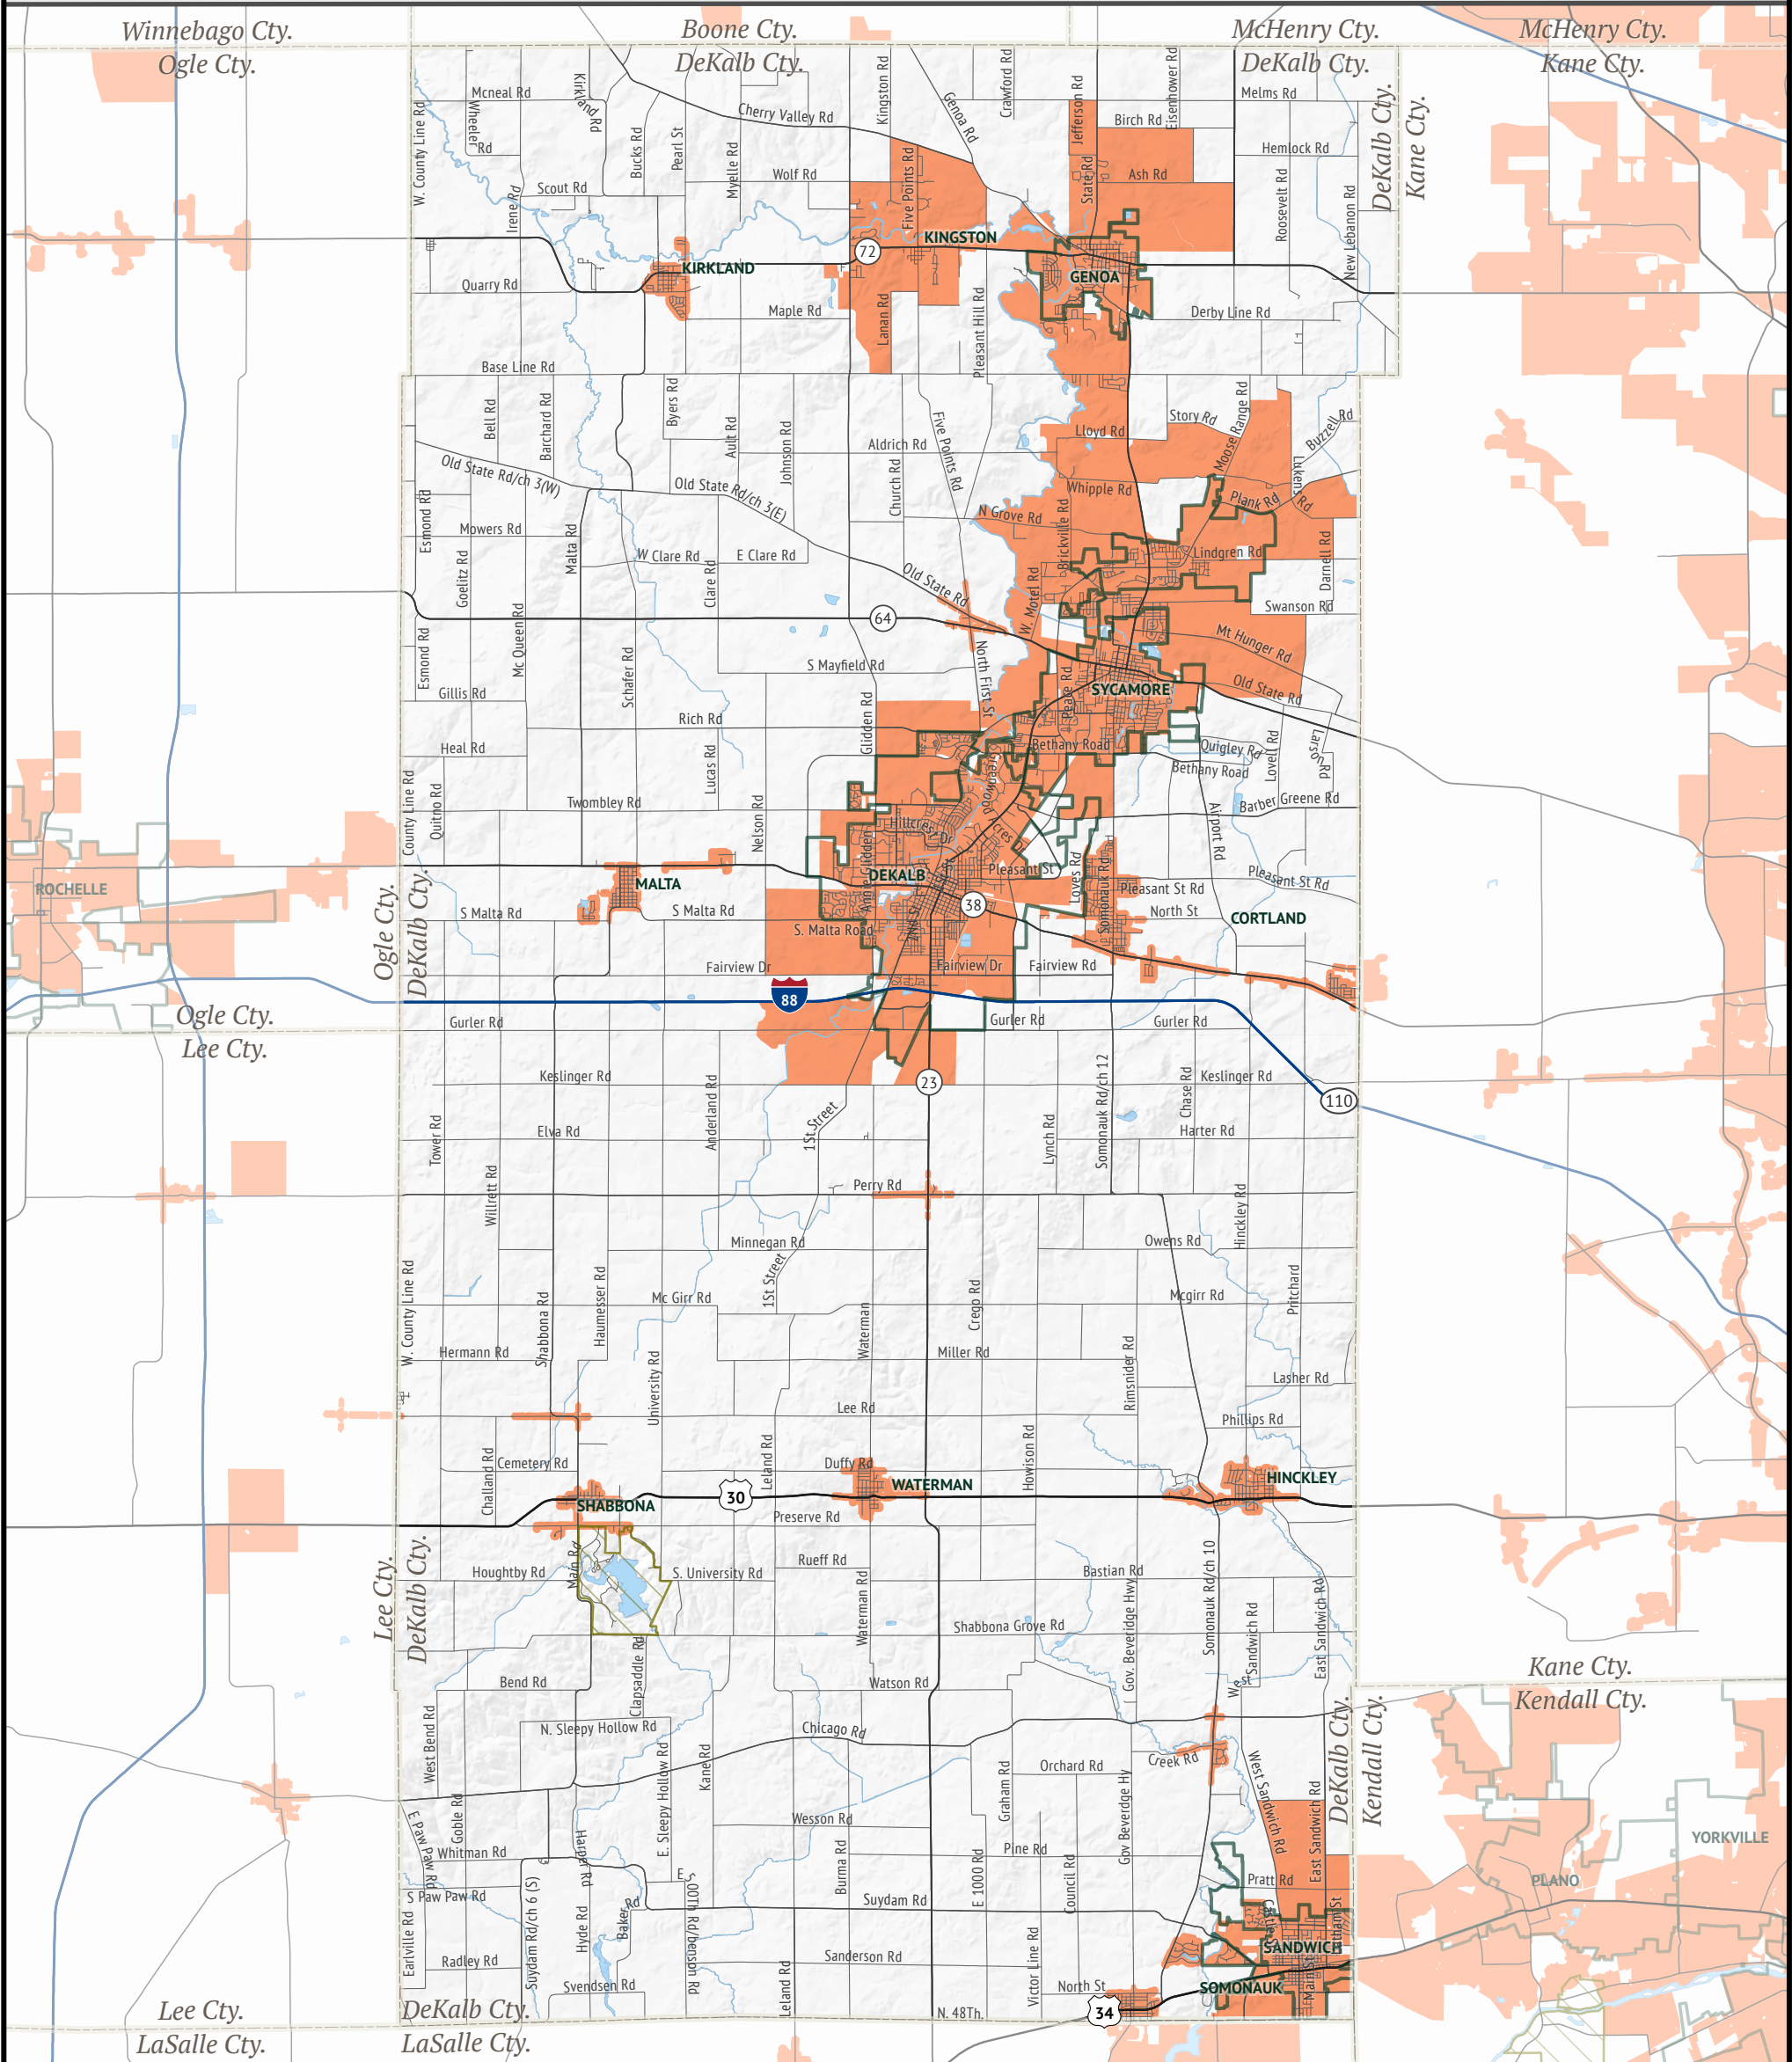 Winnebago Cty.
Ogle Cty.
Boone Cty.
DeKalb Cty.
McHenry Cty.
DeKalb Cty.
McHenry Cty.
Kane Cty.
DeKalb Cty.
Kane Cty.
Mcneal Rd
Wheeler
Rd
Kirkland Rd
W. County Line Rd
Cherry Valley Rd
Kingston Rd
Genoa Rd
Crawford Rd
Jefferson Rd
Eisenhower Rd
Birch Rd
Melms Rd
Bucks Rd
Pearl St
Myelle Rd
Wolf Rd
Five Points Rd
State Rd
Ash Rd
Hemlock Rd
Roosevelt Rd
New Lebanon Rd
Irene Rd
Scout Rd
KINGSTON
72
KIRKLAND
GENOA
Quarry Rd
Maple Rd
Lanan Rd
Pleasant Hill Rd
Derby Line Rd
Base Line Rd
Bell Rd
Barchard Rd
Byers Rd
Ault Rd
Johnson Rd
Aldrich Rd
Church Rd
Five Points Rd
Lloyd Rd
Story Rd
Moose Range Rd
Buzzell Rd
Lukens
Rd
Old State Rd/ch 3(W)
Old State Rd/ch 3(E)
Whipple Rd
Plank Rd
Esmond Rd
Mowers Rd
Malta Rd
N Grove Rd
Brickville Rd
Lindgren Rd
Darnell Rd
Goelitz Rd
W Clare Rd
E Clare Rd
Clare Rd
Old State Rd
W. Motel Rd
Swanson Rd
64
Mc Queen Rd
Esmond Rd
Schafer Rd
S Mayfield Rd
North First St
Mt Hunger Rd
Gillis Rd
Pease Rd
SYCAMORE
Old State Rd
Rich Rd
Glidden Rd
Heal Rd
Lucas Rd
Bethany Road
Quigley Rd
Bethany Road
Lovell Rd
Larson
Rd
County Line Rd
Quitno Rd
Twombley Rd
Nelson Rd
Greenwood Acres
Barber Greene Rd
Airport Rd
Hillcrest Dr
Annie Glidden
ROCHELLE
MALTA
DEKALB
Pleasant St
Loves Rd
Somonauk Rd
Pleasant St Rd
Pleasant St Rd
38
S Malta Rd
S Malta Rd
North St
CORTLAND
S. Malta Road
Ogle Cty.
DeKalb Cty.
Fairview Dr
Fairview Dr
Fairview Rd
88
Ogle Cty.
Lee Cty.
Gurler Rd
Gurler Rd
Gurler Rd
Keslinger Rd
Anderland Rd
23
Somonauk Rd/ch 12
Chase Rd
Keslinger Rd
110
Tower Rd
Elva Rd
1St Street
Lynch Rd
Harter Rd
Willrett Rd
Perry Rd
Hinckley Rd
Minnegan Rd
Owens Rd
W. County Line Rd
Shabbona Rd
Haumesser Rd
Mc Girr Rd
1St Street
Waterman
Crego Rd
Mcgirr Rd
Pritchard
Hermann Rd
University Rd
Miller Rd
Rimsnider Rd
Lasher Rd
Lee Rd
Phillips Rd
Challand Rd
Cemetery Rd
Leland Rd
Duffy Rd
Howison Rd
WATERMAN
HINCKLEY
SHABBONA
30
Preserve Rd
Lee Cty.
DeKalb Cty.
Houghtby Rd
Main Rd
S. University Rd
Rueff Rd
Waterman Rd
Bastian Rd
Gov. Beveridge Hwy
Somonauk Rd/ch 10
Shabbona Grove Rd
West
Sandwich Rd
East Sandwich Rd
Clapsaddle Rd
Bend Rd
Watson Rd
Kane Cty.
Kendall Cty.
DeKalb Cty.
Kendall Cty.
West Bend Rd
N. Sleepy Hollow Rd
Chicago Rd
E. Sleepy Hollow Rd
Kane Rd
Orchard Rd
Creek Rd
Graham Rd
Gov Beverdge Hy
West Sandwich Rd
East Sandwich Rd
E Paw Paw Rd
Goble Rd
Whitman Rd
Harper Rd
Wesson Rd
Burma Rd
Pine Rd
YORKVILLE
PLANO
S Paw Paw Rd
E 1000 Rd
Council Rd
Pratt Rd
Suydam Rd
Earlville Rd
Suydam Rd/ch 6 (S)
Hyde Rd
Baker Rd
Radley Rd
Sanderson Rd
Victor Line Rd
Latham St
SANDWICH
Svendsen Rd
Leland Rd
North St
SOMONAUK
Main St
34
N. 48Th.
Lee Cty.
LaSalle Cty.
DeKalb Cty.
LaSalle Cty.